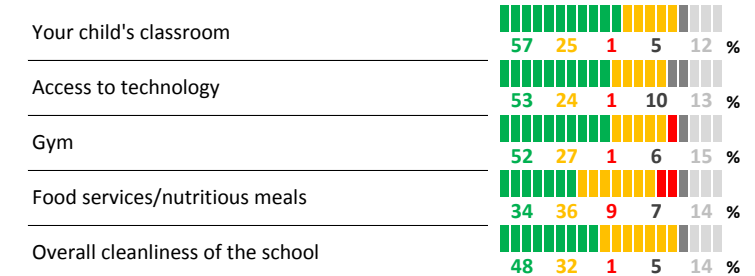 Your child's classroom
57 25 1 5 12 %
Access to technology
53 24 1 10 13 %
Gym
52 27 1 6 15 %
Food services/nutritious meals
34 36 9 7 14 %
Overall cleanliness of the school
48 32 1 5 14 %